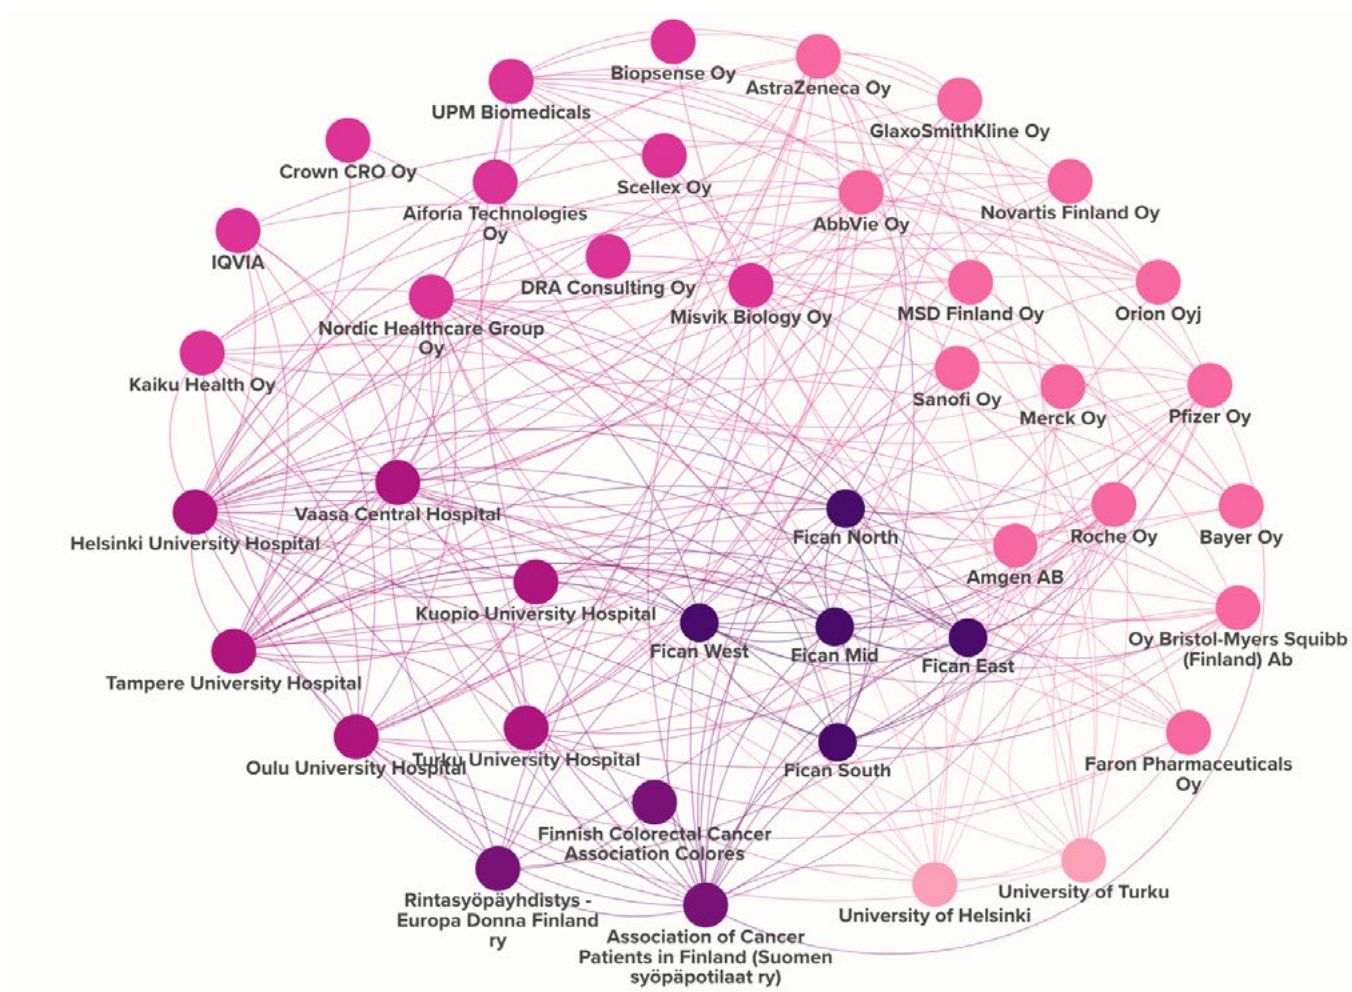 Biopsense Oy
AstraZeneca Oy
UPM Biomedicals
GlaxoSmithKline Oy
Crown CRO Oy
Scellex Oy
Aiforia Technologies
Oy
Novartis Finland Oy
AbbVie Oy
IQVIA
DRA Consulting Oy
Misvik Biology Oy
MSD Finland Oy
Orion Oyj
Nordic Healthcare Group
Oy
Kaiku Health Oy
Sanofi Oy
Merck Oy
Pfizer Oy
Vaasa Central Hospital
Helsinki University Hospital
Fican North
Roche Oy
Bayer Oy
Amgen AB
Kuopio University Hospital
Fican West
Fican Mid
Fican East
Oy Bristol-Myers Squibb
(Finland) Ab
Tampere University Hospital
Turku University Hospital
Oulu University Hospital
Fican South
Faron Pharmaceuticals
Oy
Finnish Colorectal Cancer
Association Colores
Rintasyöpäyhdistys -
Europa Donna Finland
ry
University of Turku
University of Helsinki
Association of Cancer
Patients in Finland (Suomen
syöpäpotilaat ry)